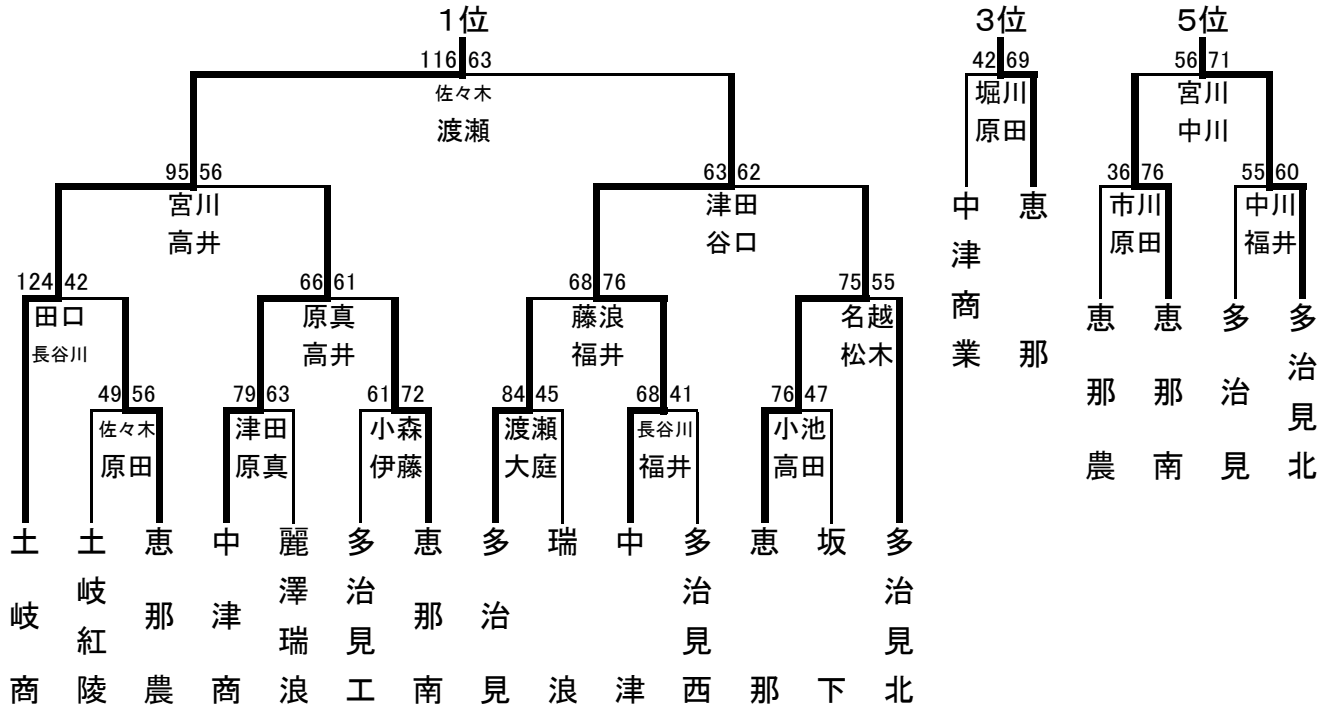 1位
3位
5位
116 63
42 69
56 71
佐々木
渡瀬
堀川
原田
宮川
中川
95 56
63 62
36 76
55 60
宮川
高井
津田
谷口
中津商業
恵那
市川
原田
中川
福井
124 42
66 61
68 76
75 55
田口
長谷川
原真
高井
藤浪
福井
名越
松木
恵那農
恵那南
多治見
多治見北
49 56
79 63
61 72
84 45
68 41
76 47
佐々木
原田
津田
原真
小森
伊藤
渡瀬
大庭
長谷川
福井
小池
高田
土岐商
土岐紅陵
恵那農
中津商
麗澤瑞浪
多治見工
恵那南
多治見
瑞浪
中津
多治見西
恵那
坂下
多治見北